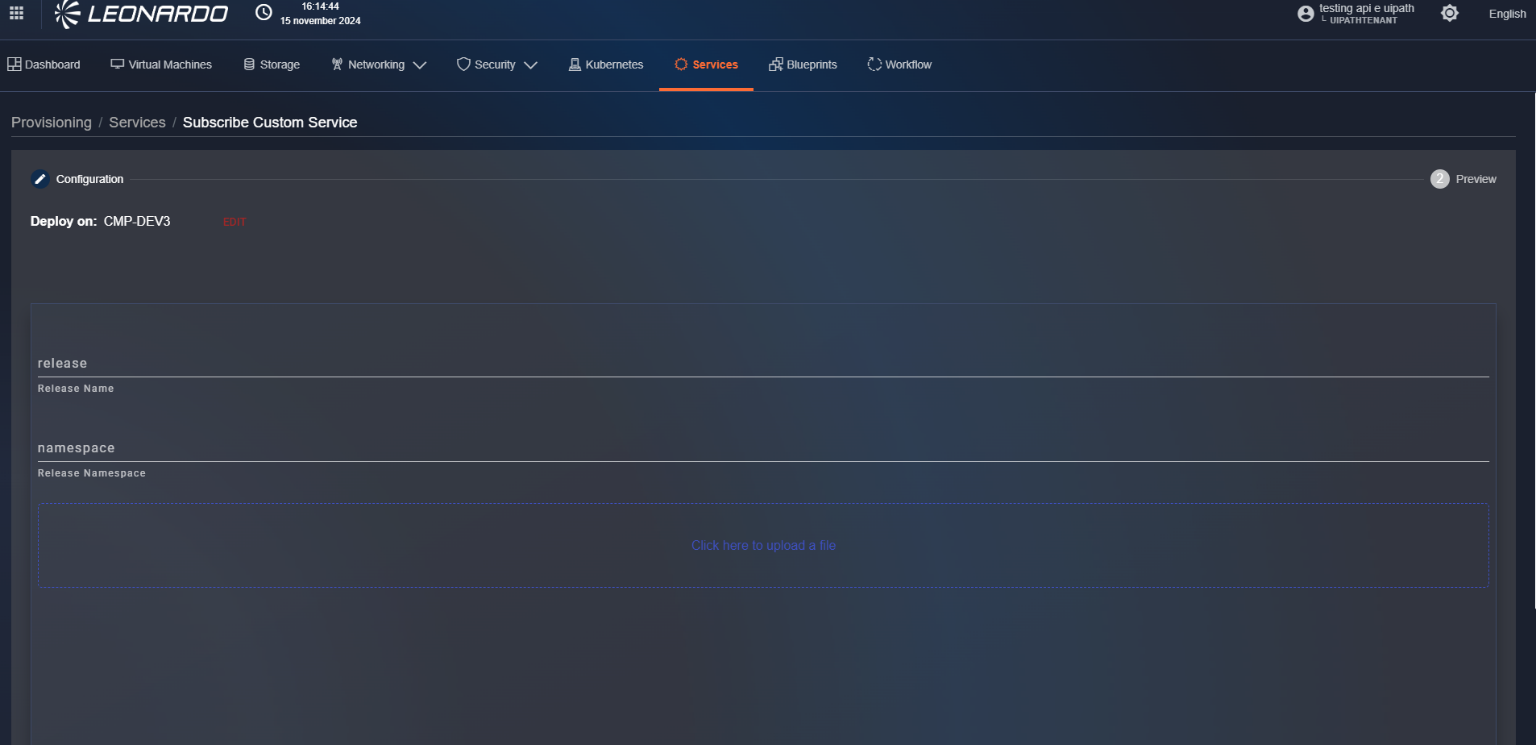 LEONARDO
16:14:44
15 november 2024
testing api e uipath
└ UIPATHTENANT
English
Dashboard Virtual Machines Storage Networking Security Kubernetes Services Blueprints Workflow
Provisioning / Services / Subscribe Custom Service
Configuration 2 Preview
Deploy on: CMP-DEV3 EDIT
release
Release Name
namespace
Release Namespace
Click here to upload a file